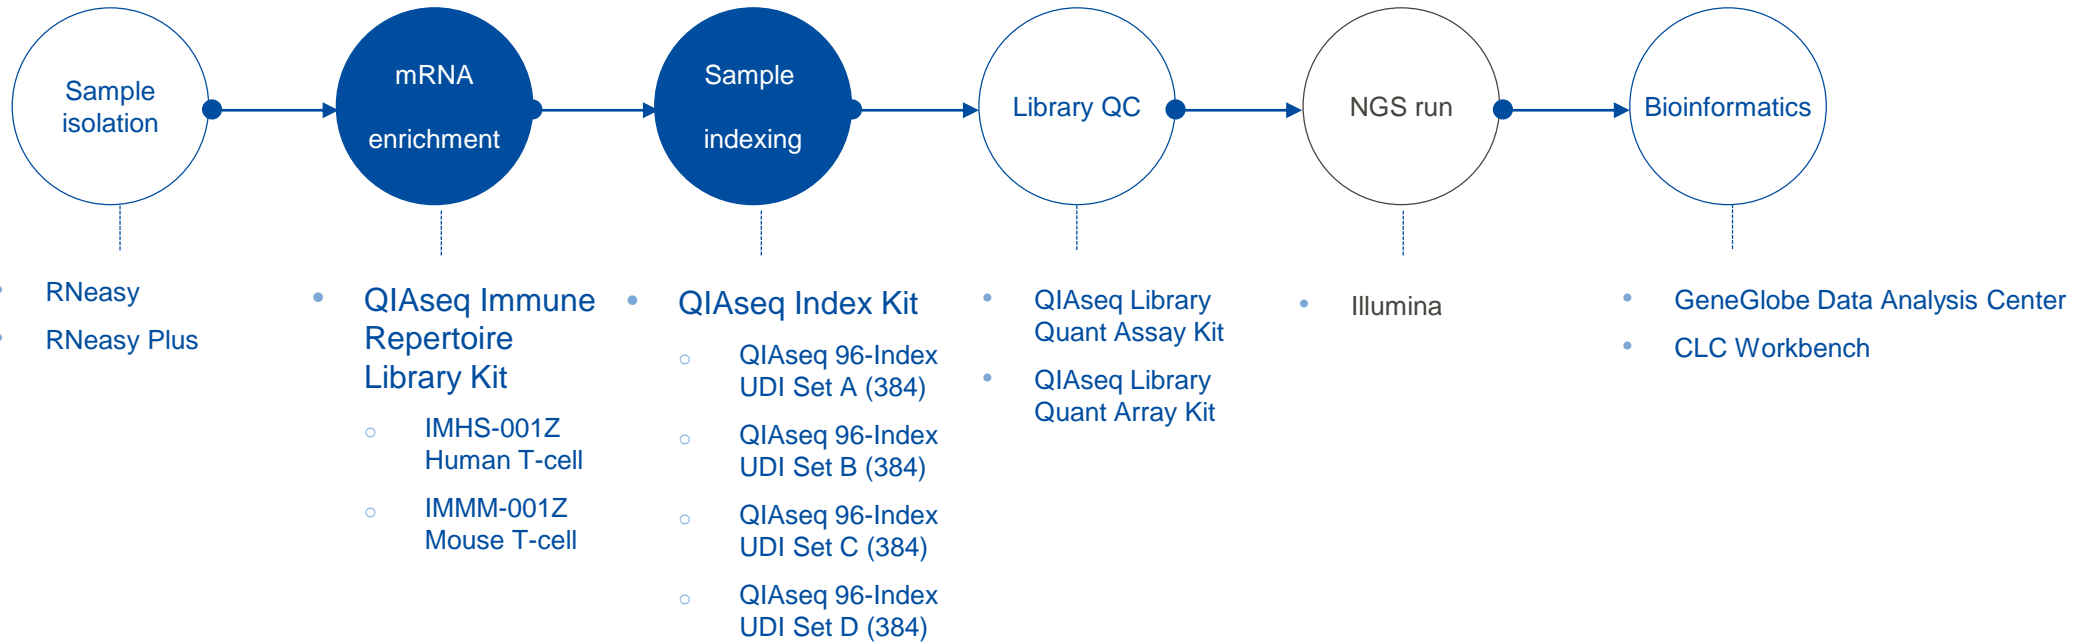 Sample
isolation
mRNA
enrichment
Sample
indexing
Library QC
NGS run
Bioinformatics
RNeasy
RNeasy Plus
QIAseq Immune
Repertoire
Library Kit
IMHS-001Z
Human T-cell
IMMM-001Z
Mouse T-cell
QIAseq Index Kit
QIAseq 96-Index
UDI Set A (384)
QIAseq 96-Index
UDI Set B (384)
QIAseq 96-Index
UDI Set C (384)
QIAseq 96-Index
UDI Set D (384)
QIAseq Library
Quant Assay Kit
QIAseq Library
Quant Array Kit
Illumina
GeneGlobe Data Analysis Center
CLC Workbench